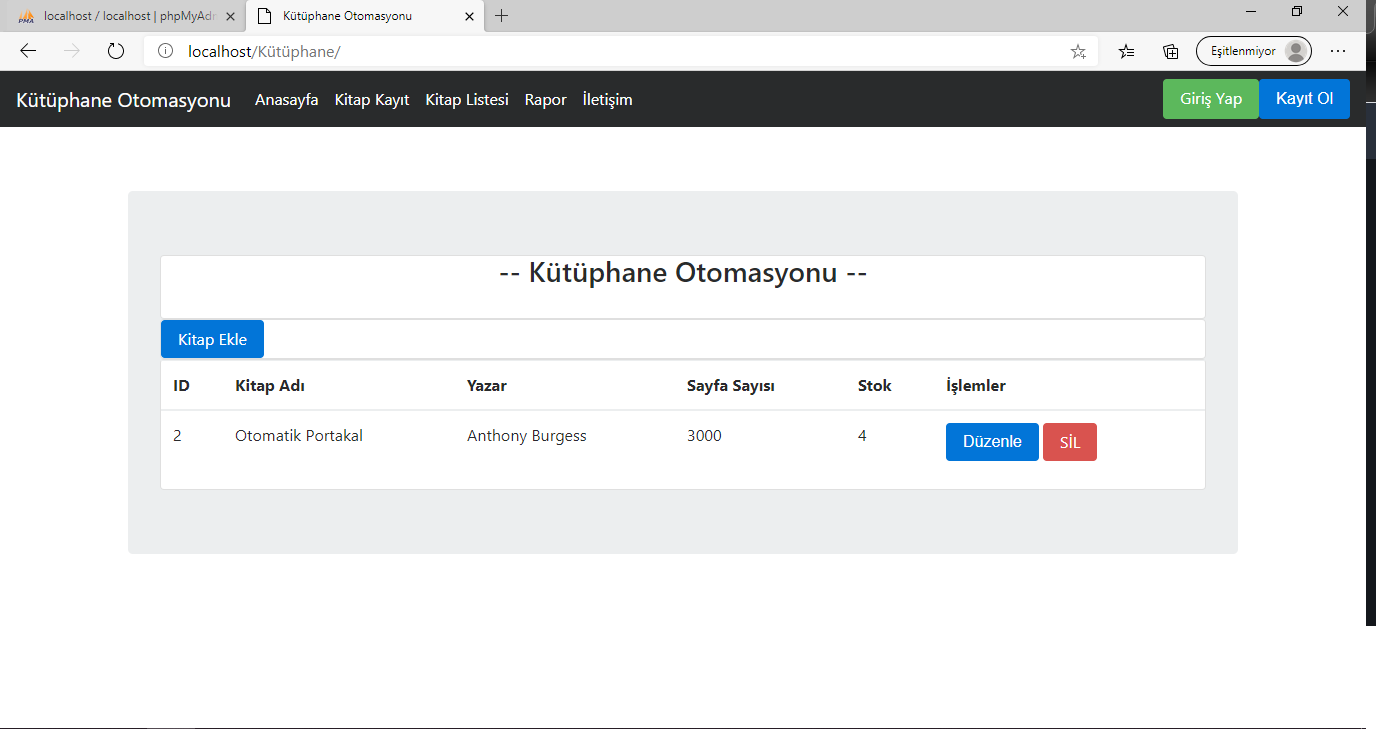 localhost / localhost | phpMyAdm
Kütüphane Otomasyonu
localhost/Kütüphane/
Eşitlenmiyor
Kütüphane Otomasyonu Anasayfa Kitap Kayıt Kitap Listesi Rapor İletişim Giriş Yap Kayıt Ol
-- Kütüphane Otomasyonu --
Kitap Ekle
ID Kitap Adı Yazar Sayfa Sayısı Stok İşlemler
2 Otomatik Portakal Anthony Burgess 3000 4 Düzenle SİL